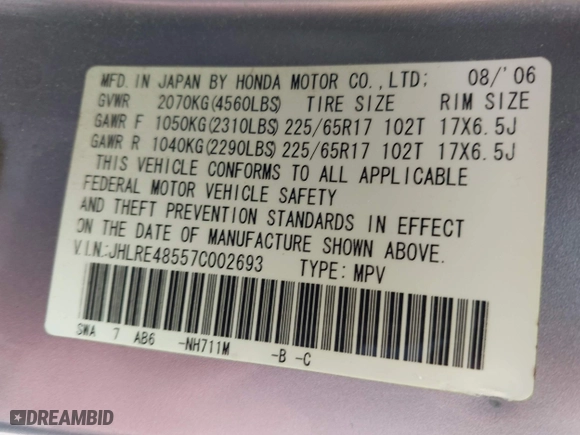 MFD. IN JAPAN BY HONDA MOTOR CO., LTD; 08/'06
GVWR 2070KG(4560LBS) TIRE SIZE RIM SIZE
GAWR F 1050KG(2310LBS) 225/65R17 102T 17X6.5J
GAWR R 1040KG(2290LBS) 225/65R17 102T 17X6.5J
THIS VEHICLE CONFORMS TO ALL APPLICABLE
FEDERAL MOTOR VEHICLE SAFETY
AND THEFT PREVENTION STANDARDS IN EFFECT
ON THE DATE OF MANUFACTURE SHOWN ABOVE.
V.I.N.:JHLRE48557C002693 TYPE: MPV
SWA 7 AB6 -NH711M -B -C
DREAMBID